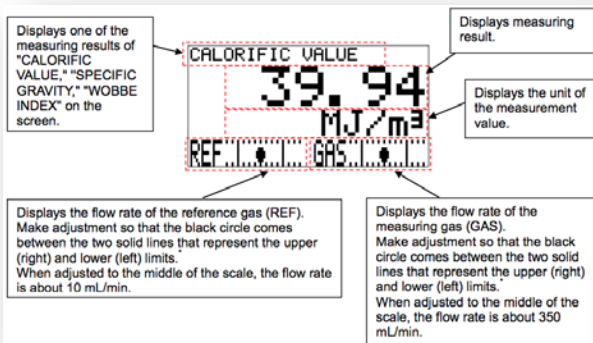 Displays one of the
measuring results of
"CALORIFIC
VALUE," "SPECIFIC
GRAVITY," "WOBBE
INDEX" on the
screen.
Displays measuring
result.
CALORIFIC VALUE
39.94
MJ/m³
REF GAS
Displays the unit of
the measurement
value.
Displays the flow rate of the reference gas (REF).
Make adjustment so that the black circle comes
between the two solid lines that represent the upper
(right) and lower (left) limits.
When adjusted to the middle of the scale, the flow rate
is about 10 mL/min.
Displays the flow rate of the
measuring gas (GAS).
Make adjustment so that the black
circle comes between the two solid
lines that represent the upper (right)
and lower (left) limits.
When adjusted to the middle of the
scale, the flow rate is about 350
mL/min.